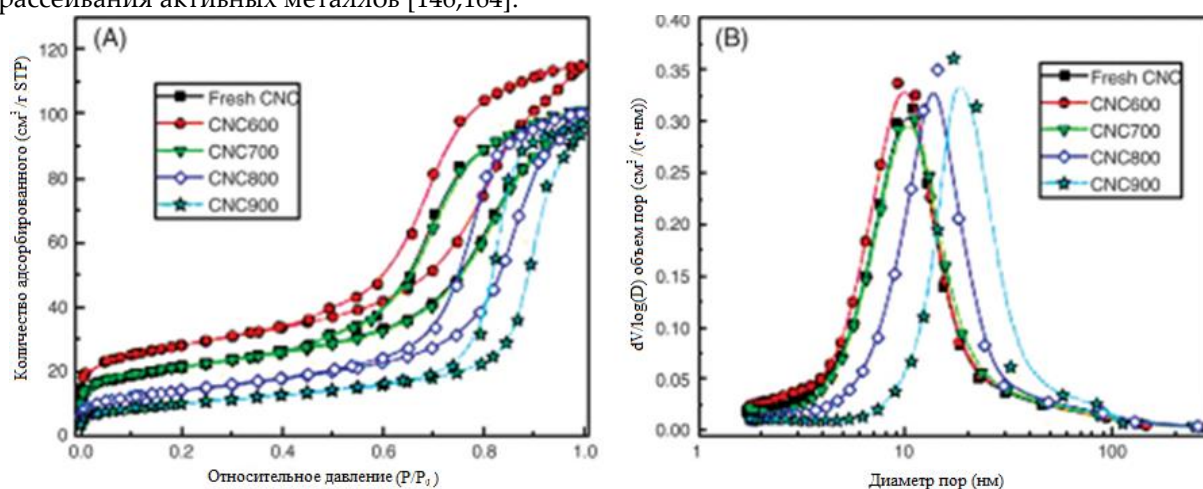 рассеивания активных металлов [146,164].
(A)
Количество адсорбированного (см³/г STP)
120
100
80
60
40
20
0
Fresh CNC
CNC600
CNC700
CNC800
CNC900
0.0 0.2 0.4 0.6 0.8 1.0
Относительное давление (P/P₀)
(B)
dV/log(D) объем пор (см³/(г·нм))
0.35
0.30
0.25
0.20
0.15
0.10
0.05
0.00
Fresh CNC
CNC600
CNC700
CNC800
CNC900
1 10 100
Диаметр пор (нм)